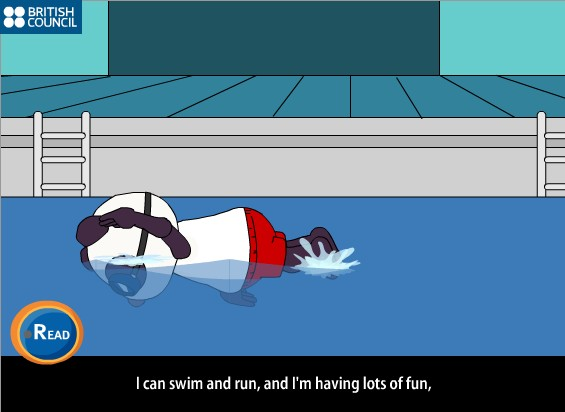 BRITISH
COUNCIL
READ
I can swim and run, and I'm having lots of fun,